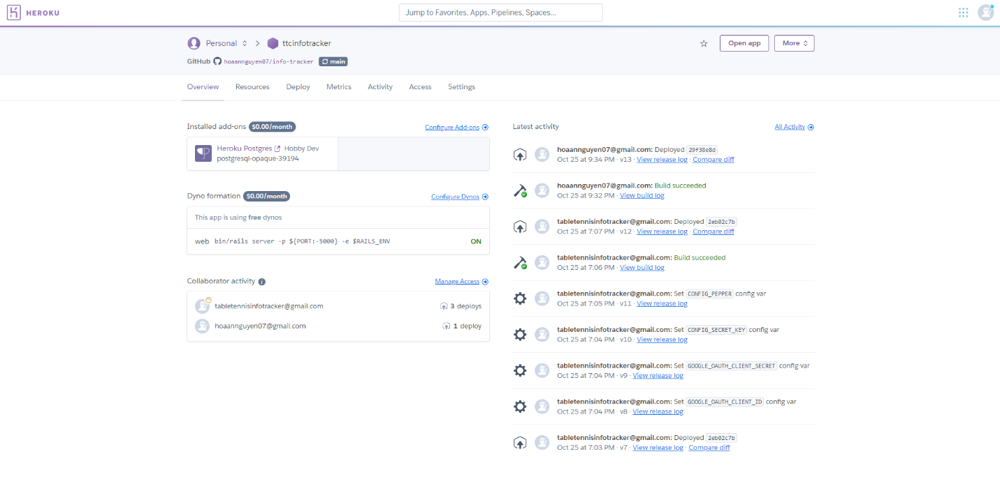 HEROKU
Jump to Favorites, Apps, Pipelines, Spaces...
Personal ttcinfotracker
Open app
More
GitHub hoaannguyen07/info-tracker main
Overview Resources Deploy Metrics Activity Access Settings
Installed add-ons $0.00/month
Configure Add-ons
Heroku Postgres Hobby Dev
postgresql-opaque-39194
Dyno formation $0.00/month
Configure Dynos
This app is using free dynos
web bin/rails server -p ${PORT:-5000} -e $RAILS_ENV ON
Collaborator activity
Manage Access
tabletennisinfotracker@gmail.com 3 deploys
hoaannguyen07@gmail.com 1 deploy
Latest activity
All Activity
hoaannguyen07@gmail.com: Deployed 29f38e8d
Oct 25 at 9:34 PM · v13 · View release log · Compare diff
hoaannguyen07@gmail.com: Build succeeded
Oct 25 at 9:32 PM · View build log
tabletennisinfotracker@gmail.com: Deployed 2eb02c7b
Oct 25 at 7:07 PM · v12 · View release log · Compare diff
tabletennisinfotracker@gmail.com: Build succeeded
Oct 25 at 7:06 PM · View build log
tabletennisinfotracker@gmail.com: Set CONFIG_PEPPER config var
Oct 25 at 7:05 PM · v11 · View release log
tabletennisinfotracker@gmail.com: Set CONFIG_SECRET_KEY config var
Oct 25 at 7:04 PM · v10 · View release log
tabletennisinfotracker@gmail.com: Set GOOGLE_OAUTH_CLIENT_SECRET config var
Oct 25 at 7:04 PM · v9 · View release log
tabletennisinfotracker@gmail.com: Set GOOGLE_OAUTH_CLIENT_ID config var
Oct 25 at 7:04 PM · v8 · View release log
tabletennisinfotracker@gmail.com: Deployed 2eb02c7b
Oct 25 at 7:03 PM · v7 · View release log · Compare diff